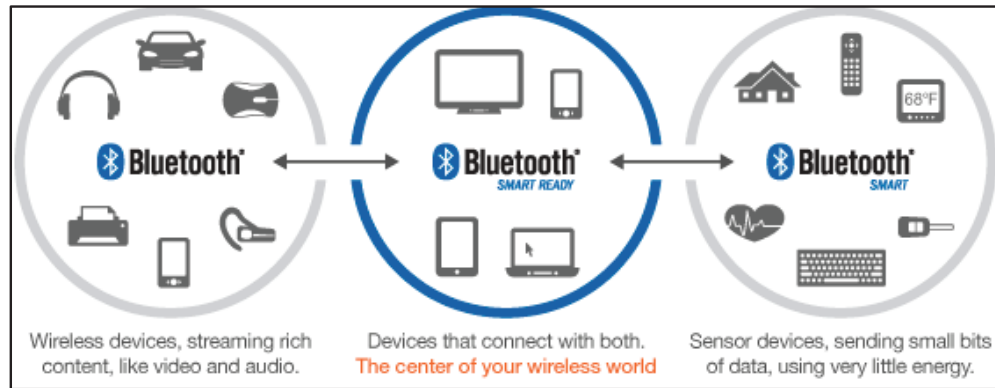 68°F
Bluetooth®
Bluetooth®
SMART READY
Bluetooth®
SMART
Wireless devices, streaming rich
content, like video and audio.
Devices that connect with both.
The center of your wireless world
Sensor devices, sending small bits
of data, using very little energy.